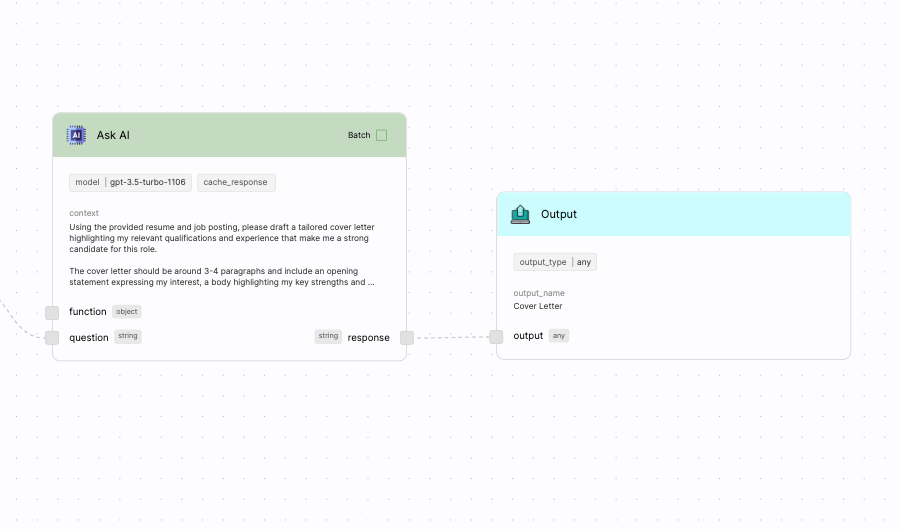 AI
Ask AI
Batch
model | gpt-3.5-turbo-1106
cache_response
context
Using the provided resume and job posting, please draft a tailored cover letter
highlighting my relevant qualifications and experience that make me a strong
candidate for this role.
The cover letter should be around 3-4 paragraphs and include an opening
statement expressing my interest, a body highlighting my key strengths and ...
function object
question string
string response
Output
output_type | any
output_name
Cover Letter
output any